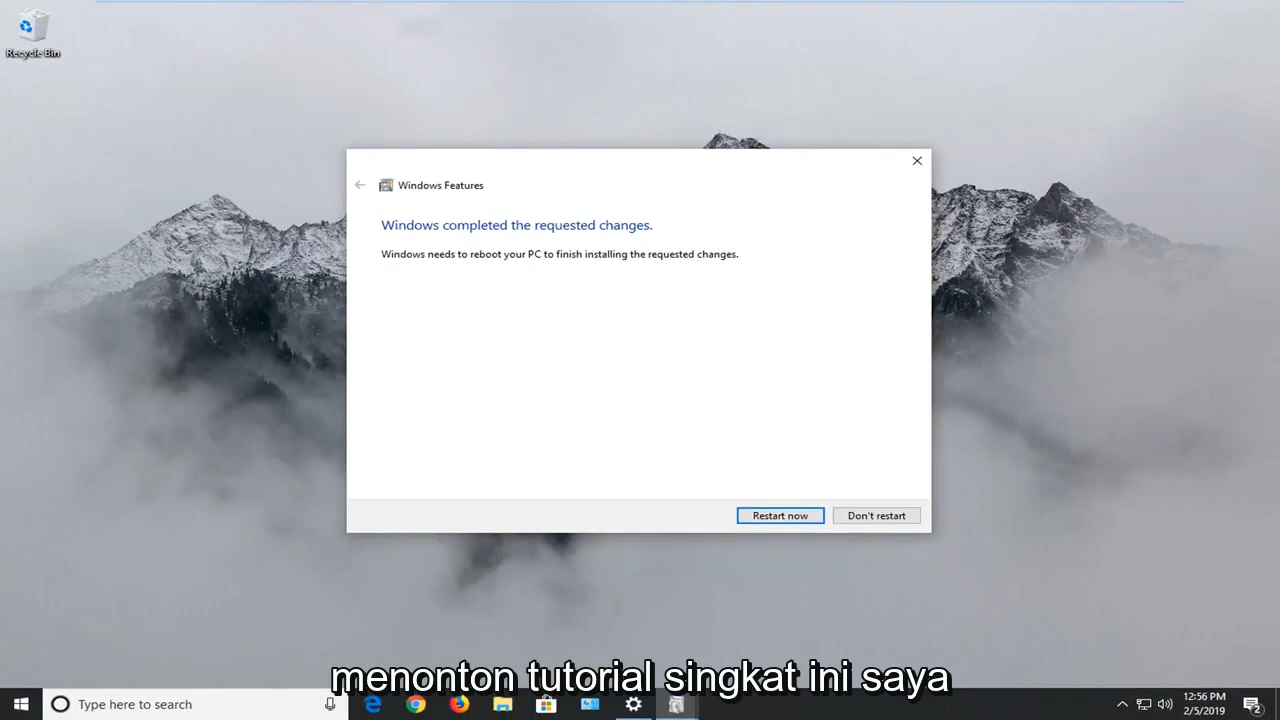 Recycle Bin
Windows Features
Windows completed the requested changes.
Windows needs to reboot your PC to finish installing the requested changes.
Restart now
Don't restart
menonton tutorial singkat ini saya
Type here to search
12:56 PM
2/5/2019
2